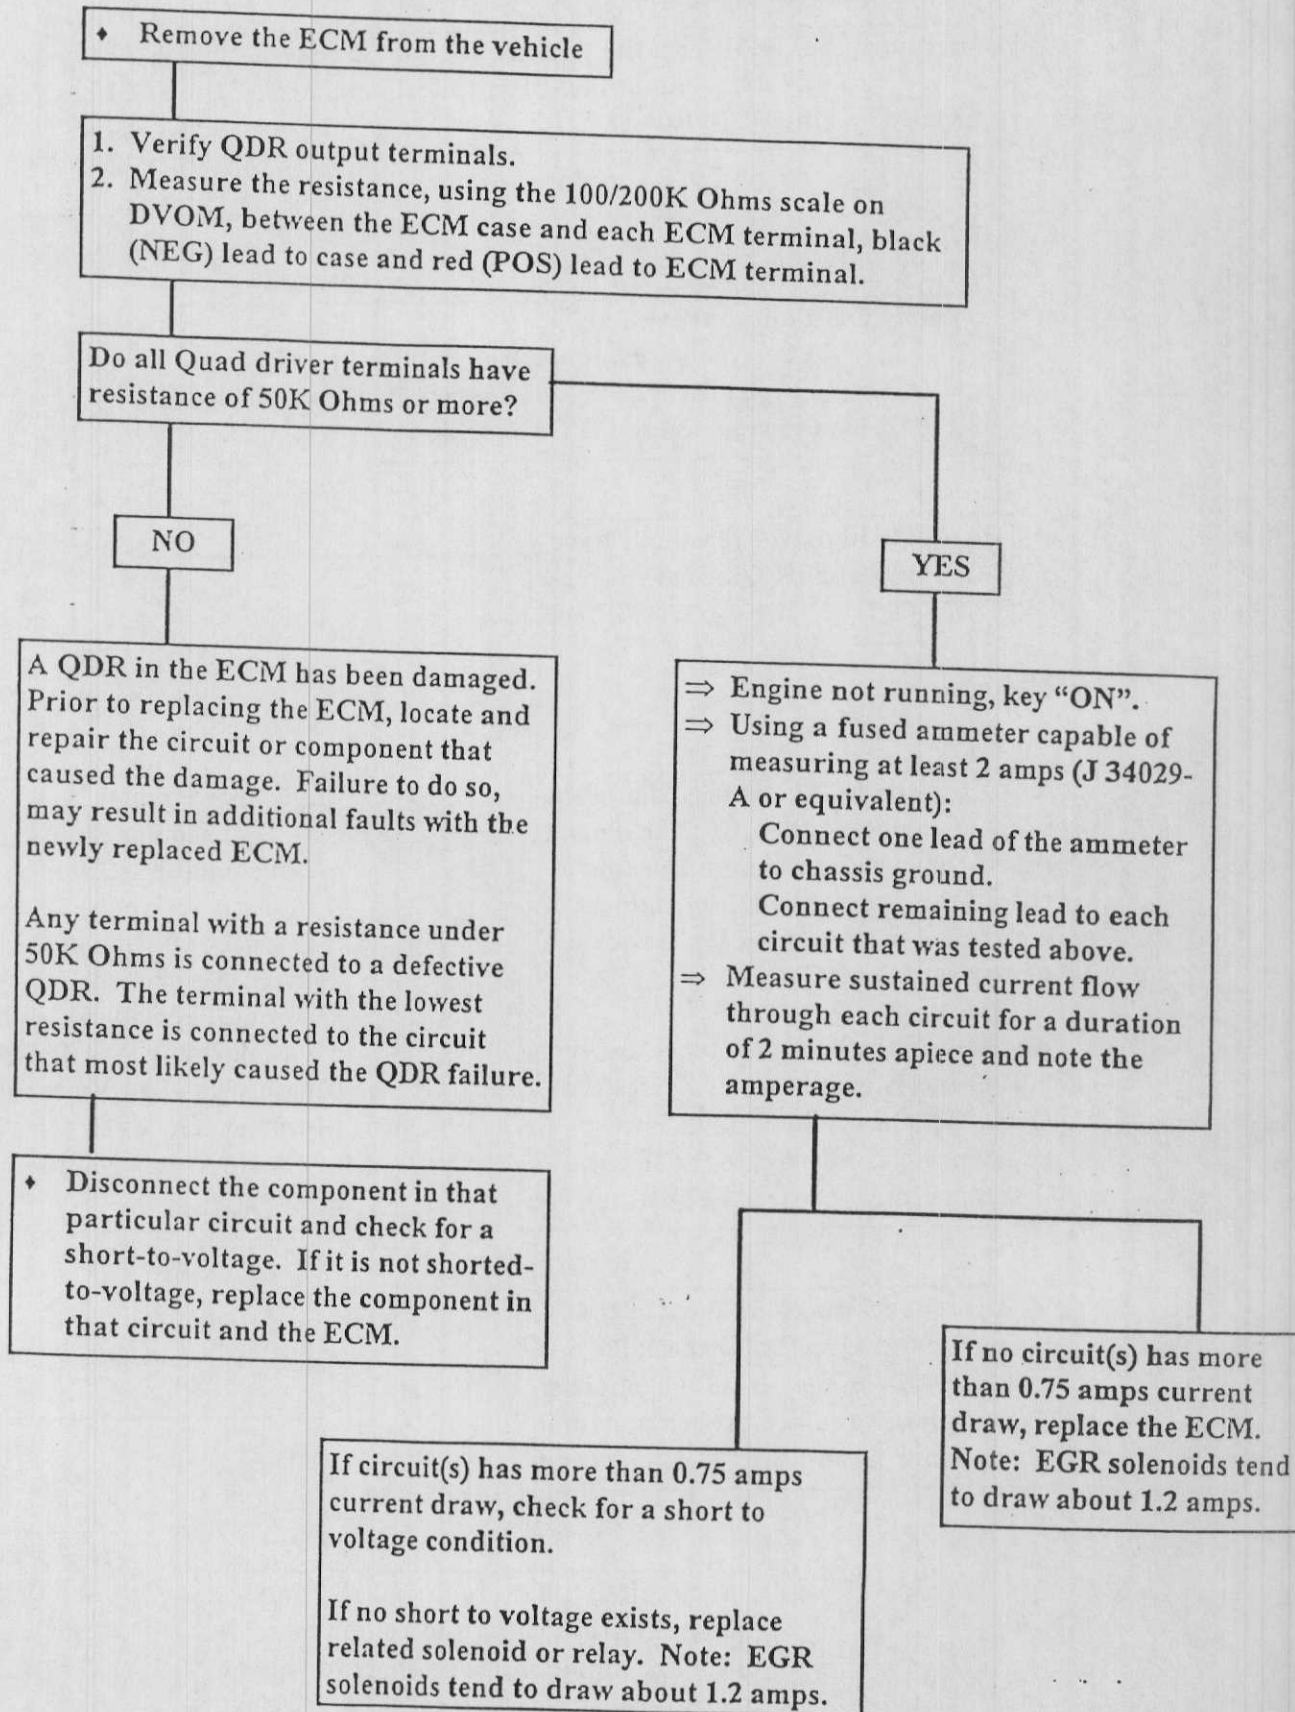 ♦ Remove the ECM from the vehicle
1. Verify QDR output terminals.
2. Measure the resistance, using the 100/200K Ohms scale on
DVOM, between the ECM case and each ECM terminal, black
(NEG) lead to case and red (POS) lead to ECM terminal.
Do all Quad driver terminals have
resistance of 50K Ohms or more?
NO
YES
A QDR in the ECM has been damaged.
Prior to replacing the ECM, locate and
repair the circuit or component that
caused the damage. Failure to do so,
may result in additional faults with the
newly replaced ECM.
Any terminal with a resistance under
50K Ohms is connected to a defective
QDR. The terminal with the lowest
resistance is connected to the circuit
that most likely caused the QDR failure.
♦ Disconnect the component in that
particular circuit and check for a
short-to-voltage. If it is not shorted-
to-voltage, replace the component in
that circuit and the ECM.
⇒ Engine not running, key “ON”.
⇒ Using a fused ammeter capable of
measuring at least 2 amps (J 34029-
A or equivalent):
Connect one lead of the ammeter
to chassis ground.
Connect remaining lead to each
circuit that was tested above.
⇒ Measure sustained current flow
through each circuit for a duration
of 2 minutes apiece and note the
amperage.
If circuit(s) has more than 0.75 amps
current draw, check for a short to
voltage condition.
If no short to voltage exists, replace
related solenoid or relay. Note: EGR
solenoids tend to draw about 1.2 amps.
If no circuit(s) has more
than 0.75 amps current
draw, replace the ECM.
Note: EGR solenoids tend
to draw about 1.2 amps.